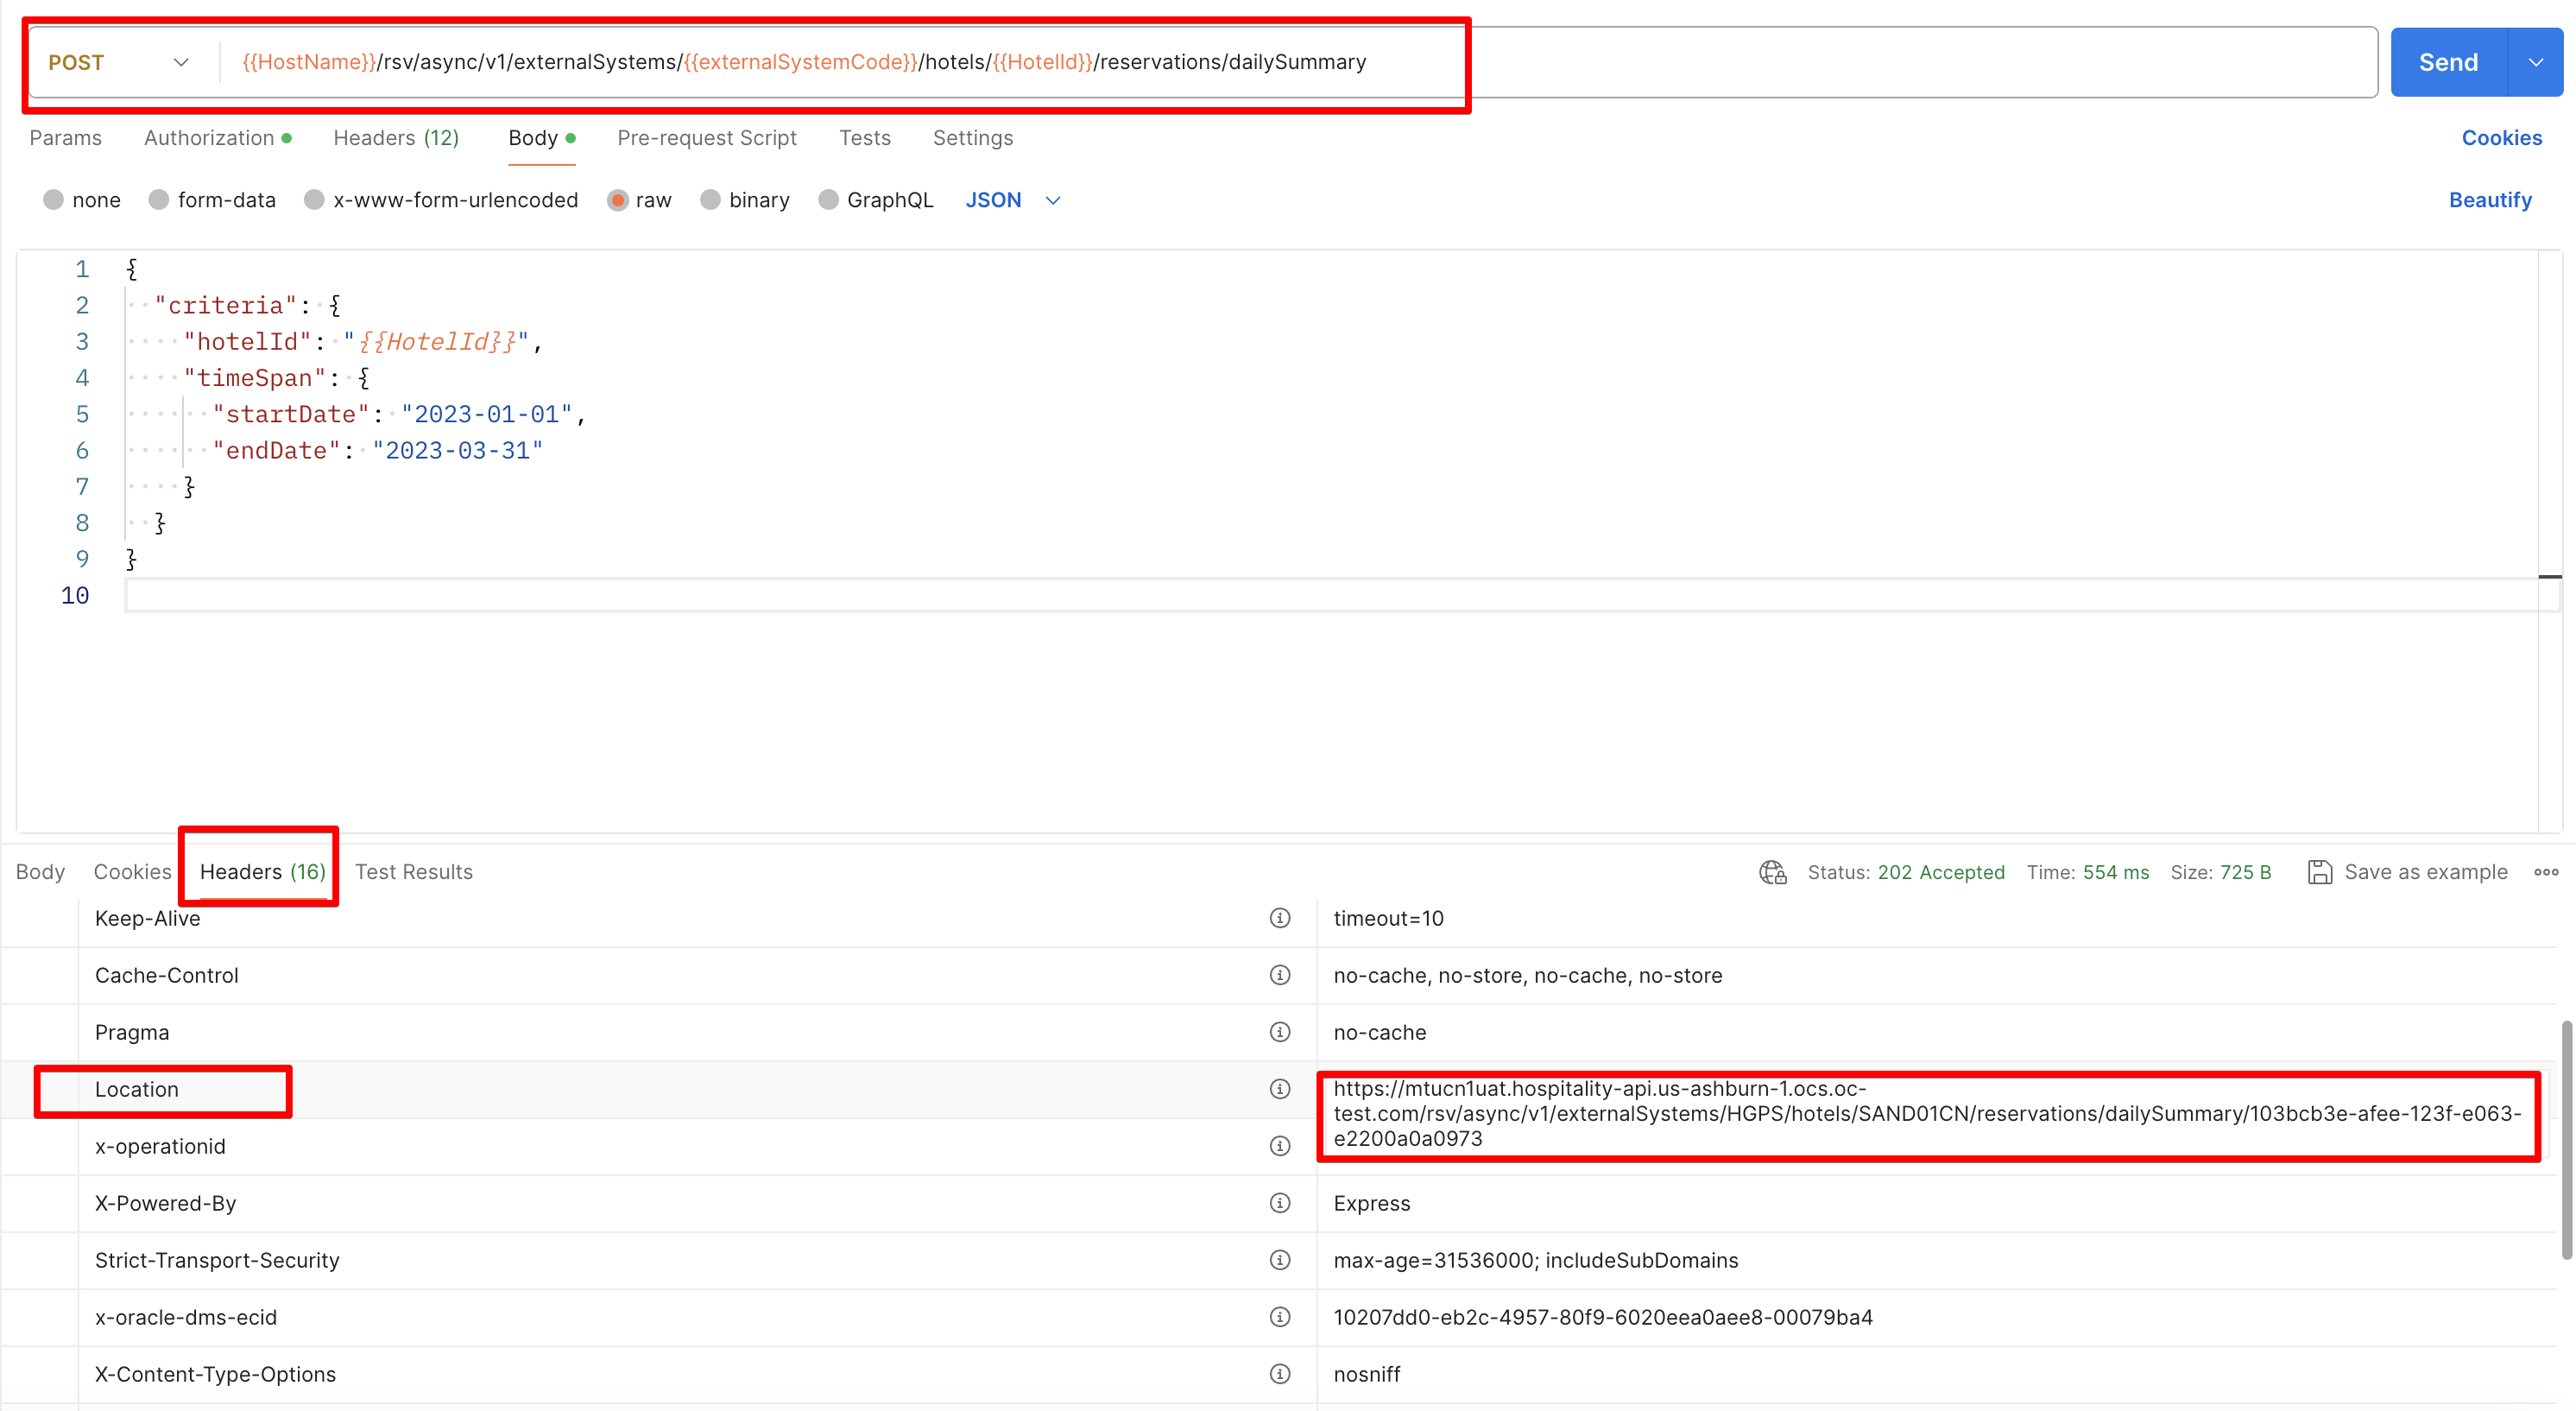 POST {{HostName}}/rsv/async/v1/externalSystems/{{externalSystemCode}}/hotels/{{HotelId}}/reservations/dailySummary Send
Params Authorization Headers (12) Body Pre-request Script Tests Settings Cookies
none form-data x-www-form-urlencoded raw binary GraphQL JSON Beautify
1 {
2 "criteria": {
3 "hotelId": "{{HotelId}}",
4 "timeSpan": {
5 "startDate": "2023-01-01",
6 "endDate": "2023-03-31"
7 }
8 }
9 }
10
Body Cookies Headers (16) Test Results Status: 202 Accepted Time: 554 ms Size: 725 B Save as example
Keep-Alive timeout=10
Cache-Control no-cache, no-store, no-cache, no-store
Pragma no-cache
Location https://mtucn1uat.hospitality-api.us-ashburn-1.ocs.oc-
test.com/rsv/async/v1/externalSystems/HGPS/hotels/SAND01CN/reservations/dailySummary/103bcb3e-afee-123f-e063-
e2200a0a0973
x-operationid
X-Powered-By Express
Strict-Transport-Security max-age=31536000; includeSubDomains
x-oracle-dms-ecid 10207dd0-eb2c-4957-80f9-6020eea0aee8-00079ba4
X-Content-Type-Options nosniff